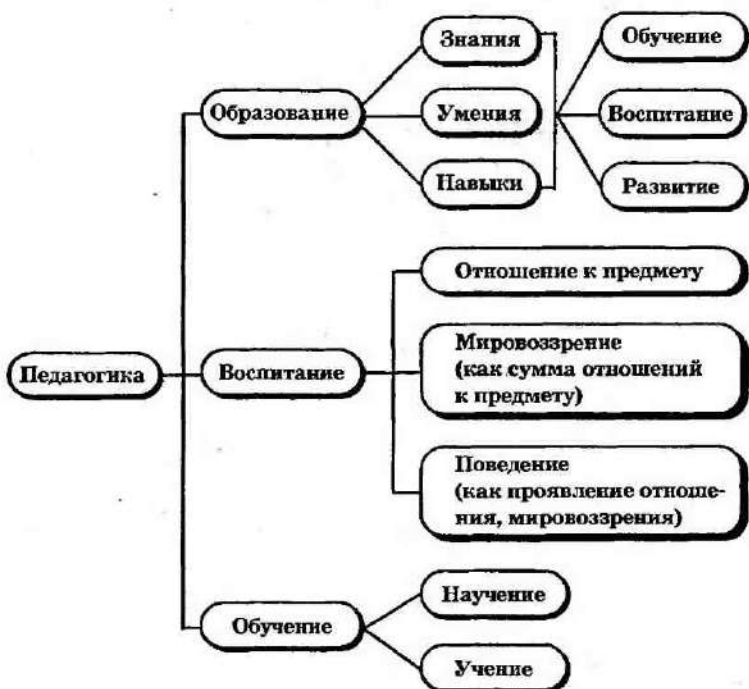 Знания
Обучение
Образование
Умения
Воспитание
Навыки
Развитие
Отношение к предмету
Педагогика
Воспитание
Мировоззрение
(как сумма отношений
к предмету)
Поведение
(как проявление отноше-
ния, мировоззрения)
Обучение
Научение
Учение